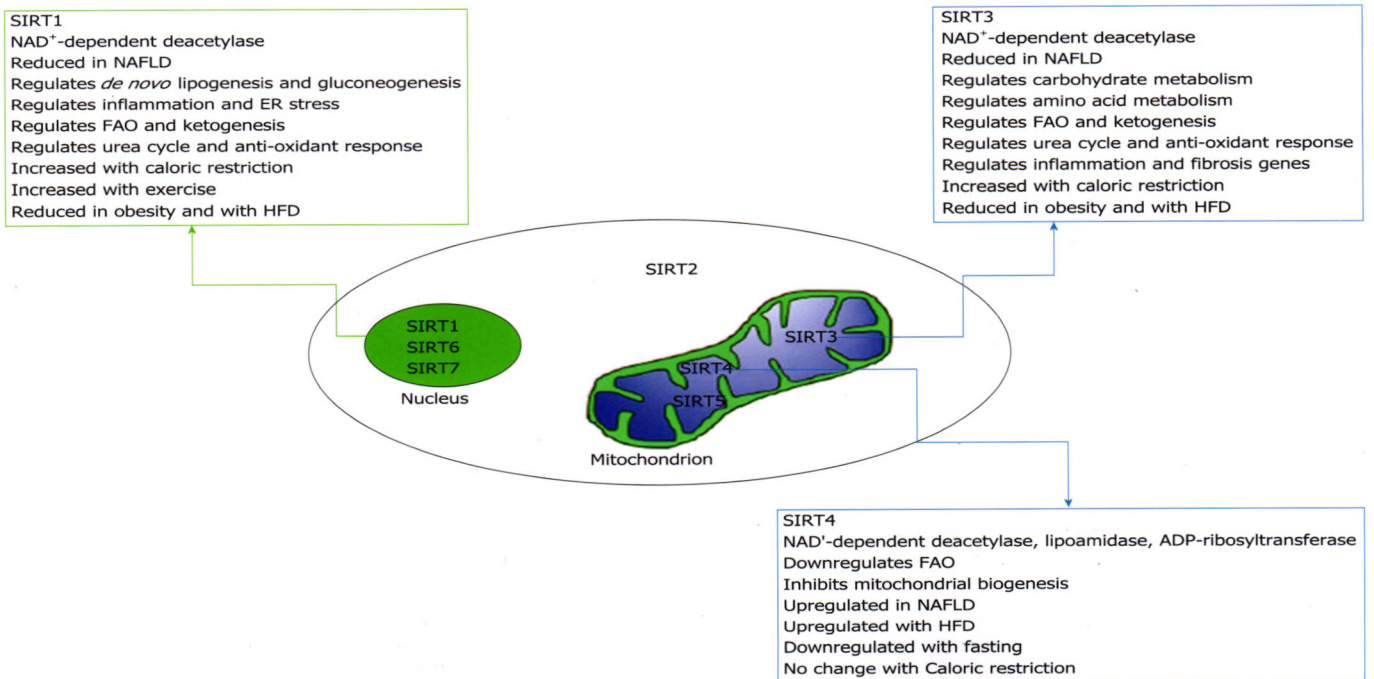 SIRT1
NAD⁺-dependent deacetylase
Reduced in NAFLD
Regulates de novo lipogenesis and gluconeogenesis
Regulates inflammation and ER stress
Regulates FAO and ketogenesis
Regulates urea cycle and anti-oxidant response
Increased with caloric restriction
Increased with exercise
Reduced in obesity and with HFD
SIRT3
NAD⁺-dependent deacetylase
Reduced in NAFLD
Regulates carbohydrate metabolism
Regulates amino acid metabolism
Regulates FAO and ketogenesis
Regulates urea cycle and anti-oxidant response
Regulates inflammation and fibrosis genes
Increased with caloric restriction
Reduced in obesity and with HFD
SIRT2
SIRT1
SIRT6
SIRT7
Nucleus
SIRT3
SIRT4
SIRT5
Mitochondrion
SIRT4
NAD'-dependent deacetylase, lipoamidase, ADP-ribosyltransferase
Downregulates FAO
Inhibits mitochondrial biogenesis
Upregulated in NAFLD
Upregulated with HFD
Downregulated with fasting
No change with Caloric restriction